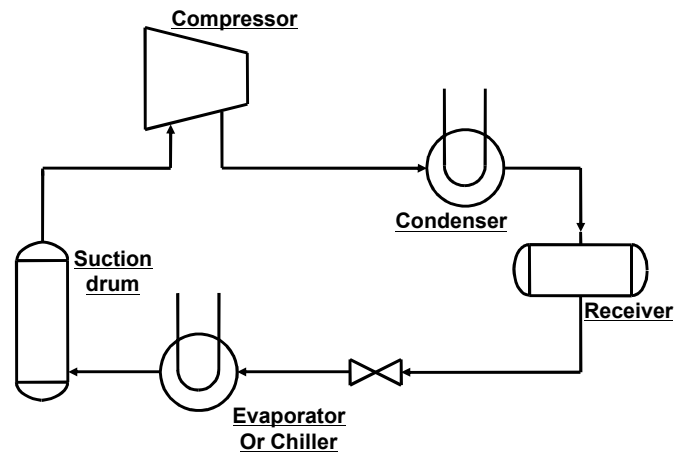 Compressor
Condenser
Suction
drum
Receiver
Evaporator
Or Chiller